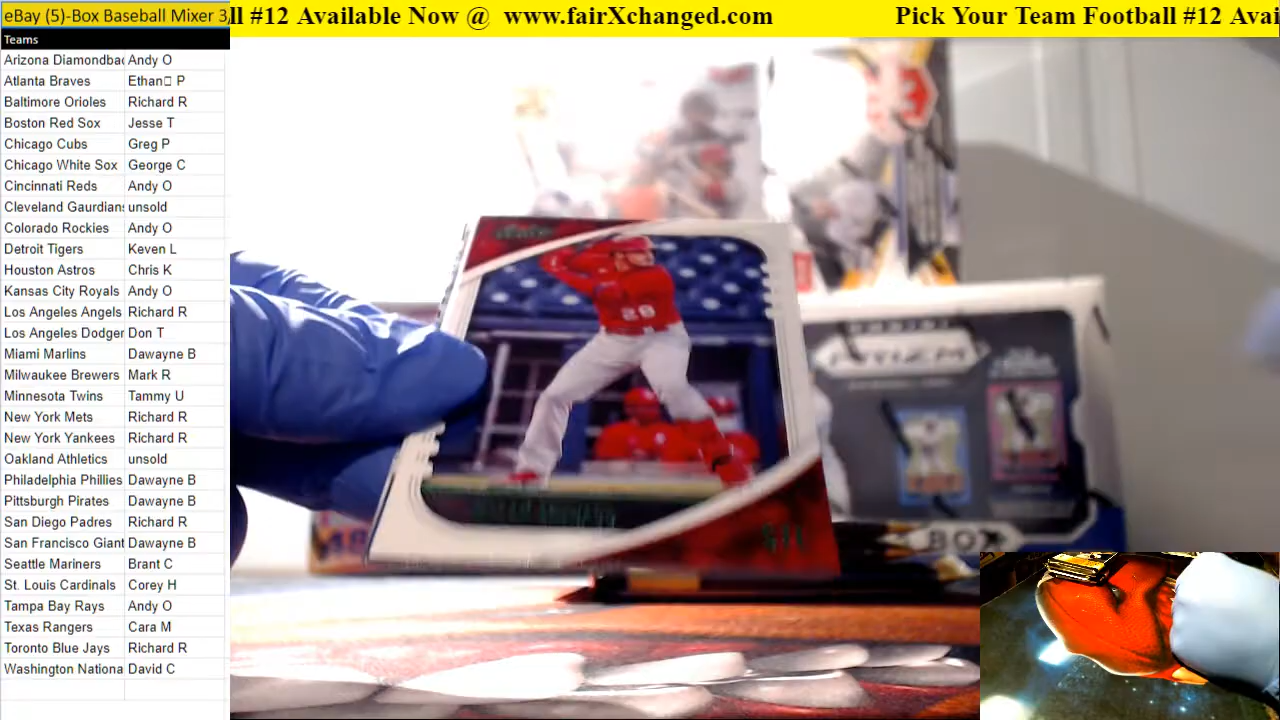 eBay (5)-Box Baseball Mixer 3/
ll #12 Available Now @ www.fairXchanged.com Pick Your Team Football #12 Avai
Teams
Arizona Diamondbac Andy O
Atlanta Braves Ethan□ P
Baltimore Orioles Richard R
Boston Red Sox Jesse T
Chicago Cubs Greg P
Chicago White Sox George C
Cincinnati Reds Andy O
Cleveland Gaurdians unsold
Colorado Rockies Andy O
Detroit Tigers Keven L
Houston Astros Chris K
Kansas City Royals Andy O
Los Angeles Angels Richard R
Los Angeles Dodger Don T
Miami Marlins Dawayne B
Milwaukee Brewers Mark R
Minnesota Twins Tammy U
New York Mets Richard R
New York Yankees Richard R
Oakland Athletics unsold
Philadelphia Phillies Dawayne B
Pittsburgh Pirates Dawayne B
San Diego Padres Richard R
San Francisco Giant Dawayne B
Seattle Mariners Brant C
St. Louis Cardinals Corey H
Tampa Bay Rays Andy O
Texas Rangers Cara M
Toronto Blue Jays Richard R
Washington Nationa David C
28
PANINI
PRIZM
BOX